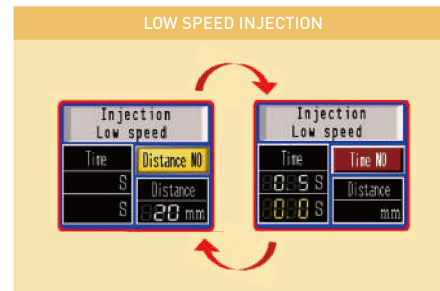 LOW SPEED INJECTION
Injection
Low speed
Time
Distance NO
S
Distance
S
20 mm
Injection
Low speed
Time
Time NO
0.5 S
Distance
0.0 S
mm